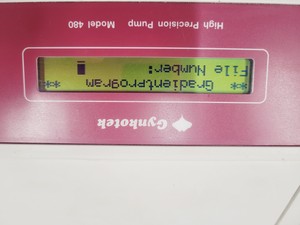 Gynkotek
** Gradientprogram **
File Number:
High Precision Pump Model 480